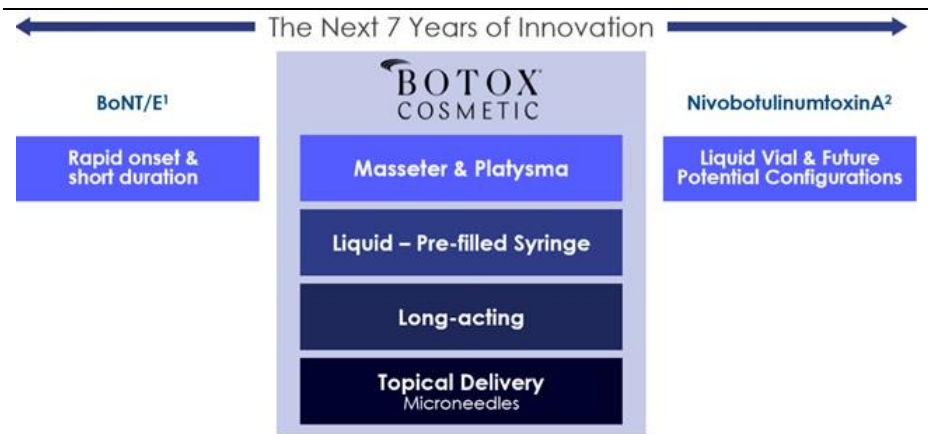 The Next 7 Years of Innovation
BOTOX
COSMETIC
BoNT/E¹
Rapid onset &
short duration
Masseter & Platysma
Liquid – Pre-filled Syringe
Long-acting
Topical Delivery
Microneedles
NivobotulinumtoxinA²
Liquid Vial & Future
Potential Configurations